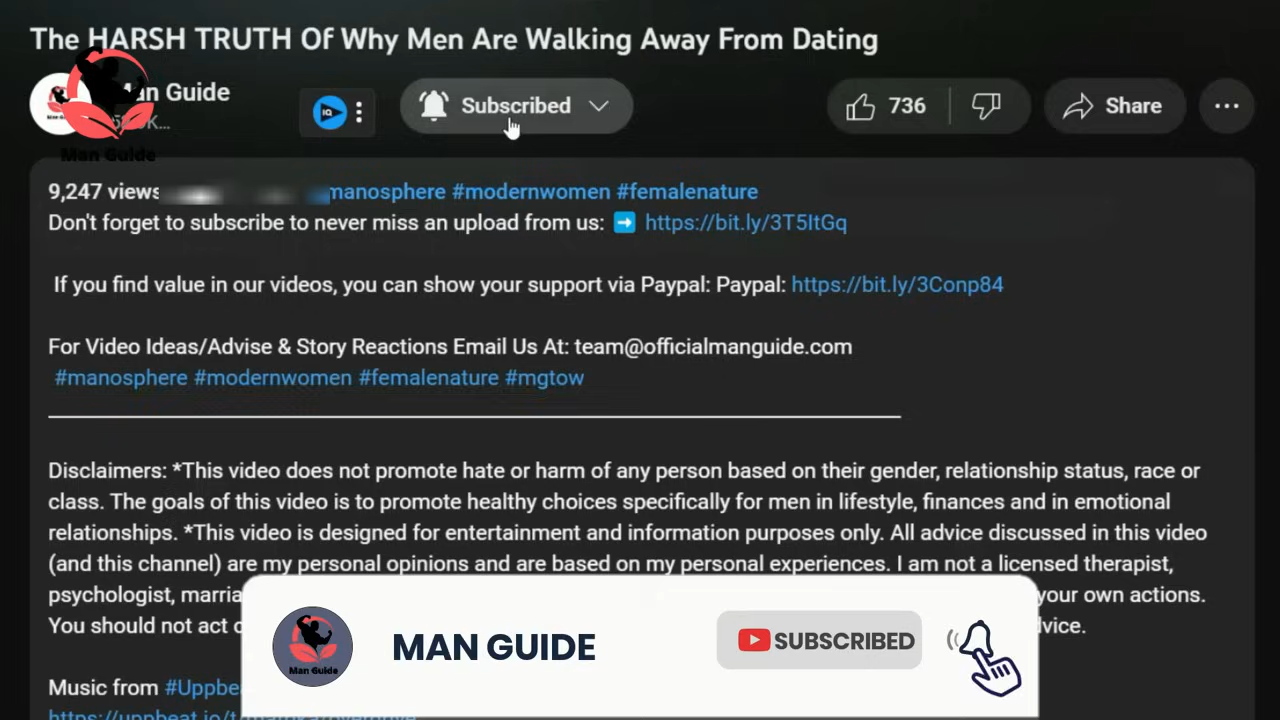 The HARSH TRUTH Of Why Men Are Walking Away From Dating
Man Guide
IQ
Subscribed
736
Share
Man Guide
9,247 views
manosphere #modernwomen #femalenature
Don't forget to subscribe to never miss an upload from us: ➡ https://bit.ly/3T5ItGq
If you find value in our videos, you can show your support via Paypal: Paypal: https://bit.ly/3Conp84
For Video Ideas/Advise & Story Reactions Email Us At: team@officialmanguide.com
#manosphere #modernwomen #femalenature #mgtow
Disclaimers: *This video does not promote hate or harm of any person based on their gender, relationship status, race or
class. The goals of this video is to promote healthy choices specifically for men in lifestyle, finances and in emotional
relationships. *This video is designed for entertainment and information purposes only. All advice discussed in this video
(and this channel) are my personal opinions and are based on my personal experiences. I am not a licensed therapist,
psychologist, your own actions.
You should not act
Music from #Uppbe
Man Guide
MAN GUIDE
SUBSCRIBED